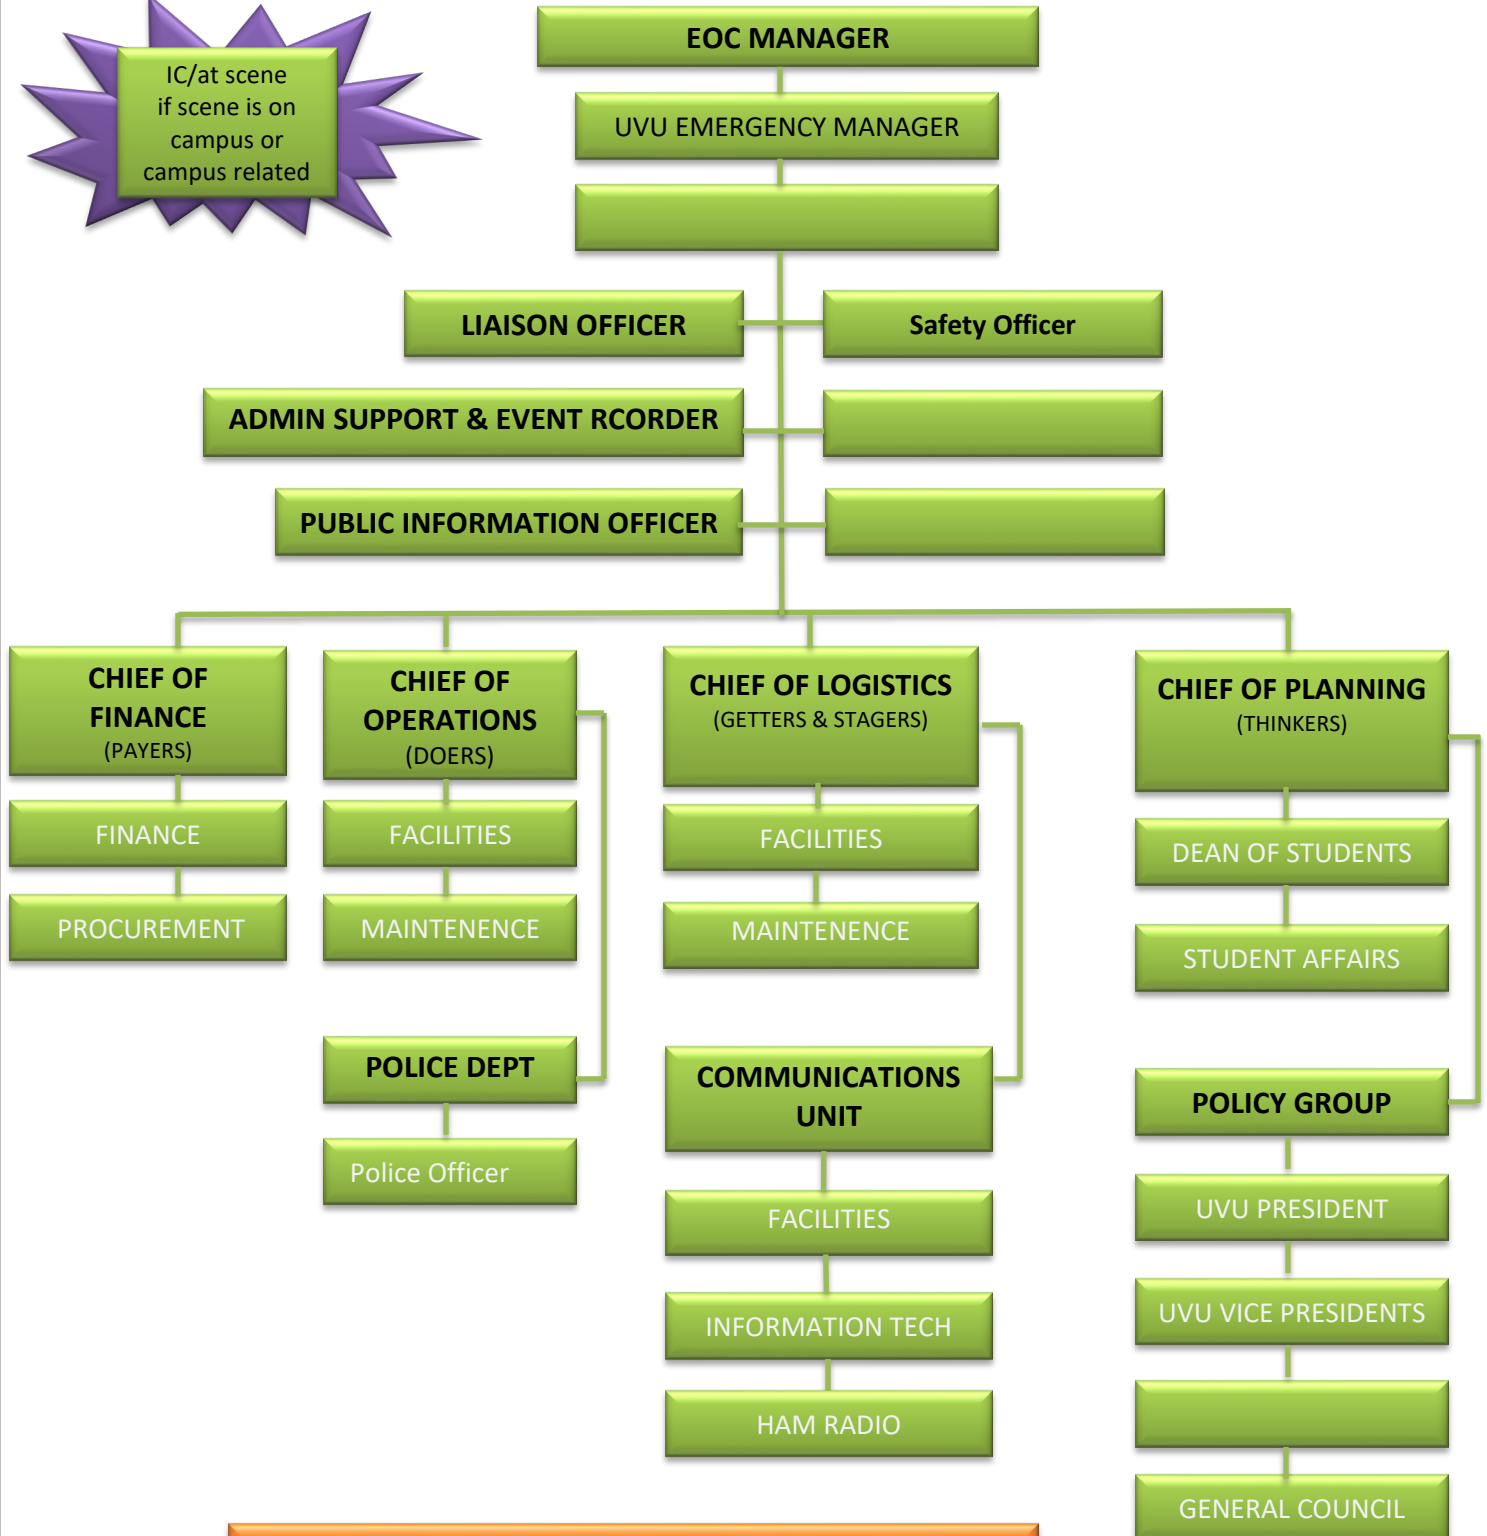 IC/at scene
if scene is on
campus or
campus related
EOC MANAGER
UVU EMERGENCY MANAGER
LIAISON OFFICER
Safety Officer
ADMIN SUPPORT & EVENT RCORDER
PUBLIC INFORMATION OFFICER
CHIEF OF
FINANCE
(PAYERS)
FINANCE
PROCUREMENT
CHIEF OF
OPERATIONS
(DOERS)
FACILITIES
MAINTENENCE
POLICE DEPT
Police Officer
CHIEF OF LOGISTICS
(GETTERS & STAGERS)
FACILITIES
MAINTENENCE
COMMUNICATIONS
UNIT
FACILITIES
INFORMATION TECH
HAM RADIO
CHIEF OF PLANNING
(THINKERS)
DEAN OF STUDENTS
STUDENT AFFAIRS
POLICY GROUP
UVU PRESIDENT
UVU VICE PRESIDENTS
GENERAL COUNCIL